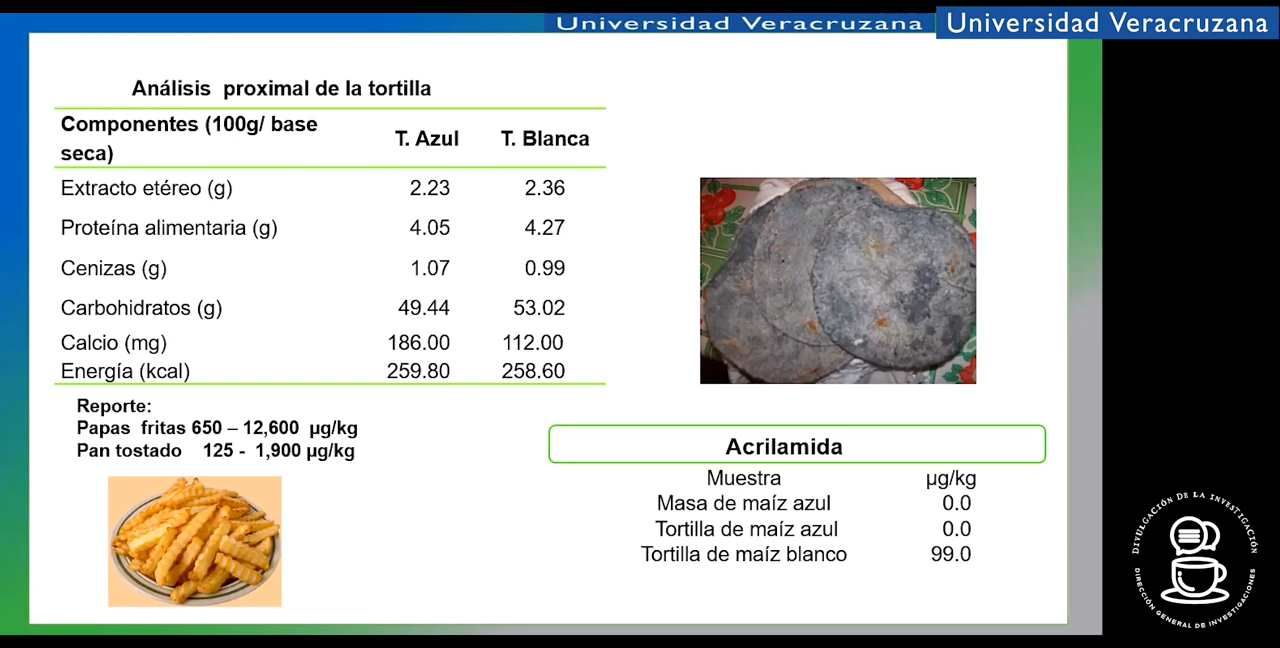 Universidad Veracruzana
Universidad Veracruzana
Análisis proximal de la tortilla
Componentes (100g/ base seca) T. Azul T. Blanca
Extracto etéreo (g) 2.23 2.36
Proteína alimentaria (g) 4.05 4.27
Cenizas (g) 1.07 0.99
Carbohidratos (g) 49.44 53.02
Calcio (mg) 186.00 112.00
Energía (kcal) 259.80 258.60
Reporte:
Papas fritas 650 – 12,600 µg/kg
Pan tostado 125 - 1,900 µg/kg
Acrilamida
Muestra µg/kg
Masa de maíz azul 0.0
Tortilla de maíz azul 0.0
Tortilla de maíz blanco 99.0
DIVULGACIÓN DE LA INVESTIGACIÓN
DIRECCIÓN GENERAL DE INVESTIGACIONES